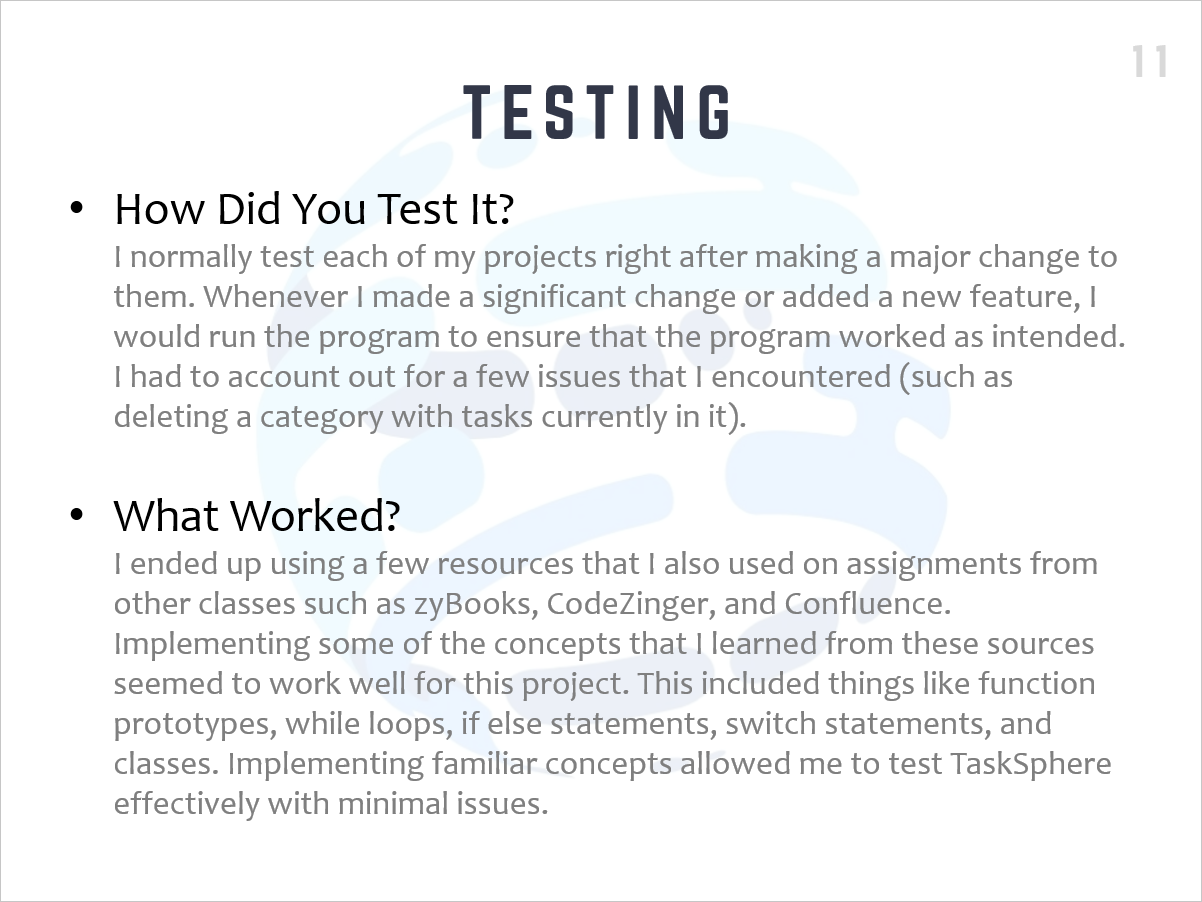 11
TESTING
• How Did You Test It?
I normally test each of my projects right after making a major change to
them. Whenever I made a significant change or added a new feature, I
would run the program to ensure that the program worked as intended.
I had to account out for a few issues that I encountered (such as
deleting a category with tasks currently in it).
• What Worked?
I ended up using a few resources that I also used on assignments from
other classes such as zyBooks, CodeZinger, and Confluence.
Implementing some of the concepts that I learned from these sources
seemed to work well for this project. This included things like function
prototypes, while loops, if else statements, switch statements, and
classes. Implementing familiar concepts allowed me to test TaskSphere
effectively with minimal issues.